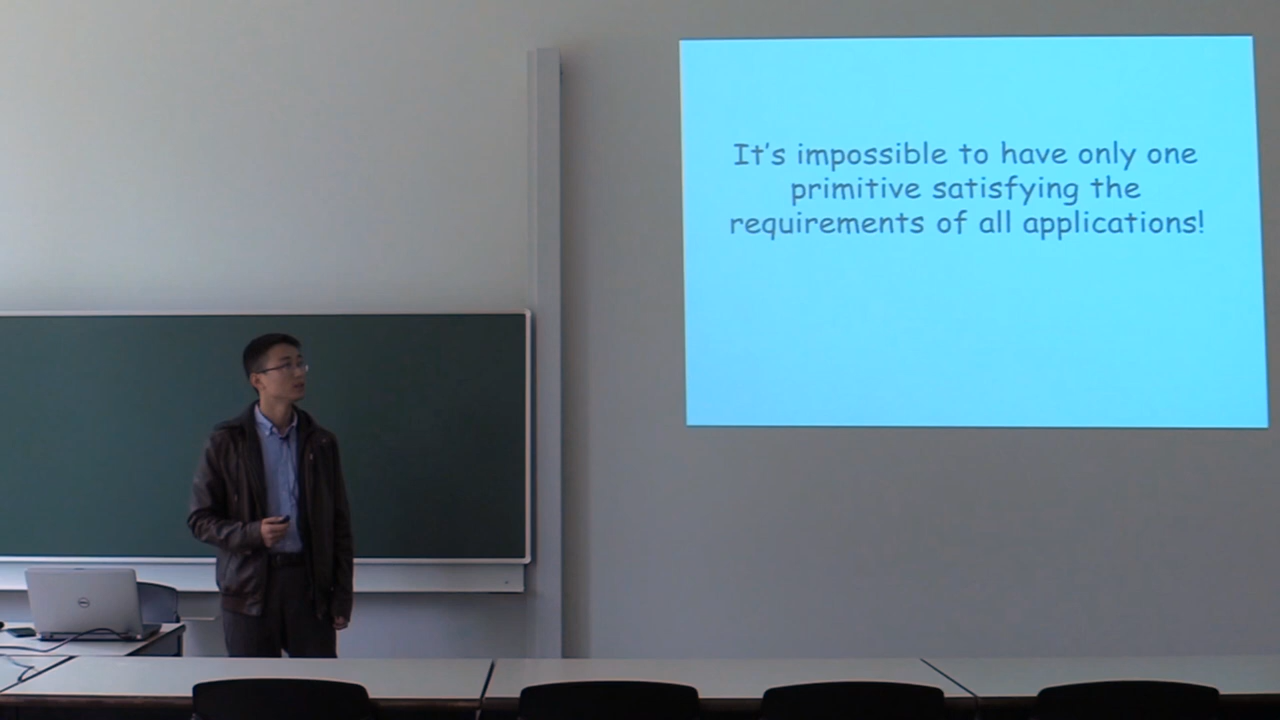 It's impossible to have only one
primitive satisfying the
requirements of all applications!